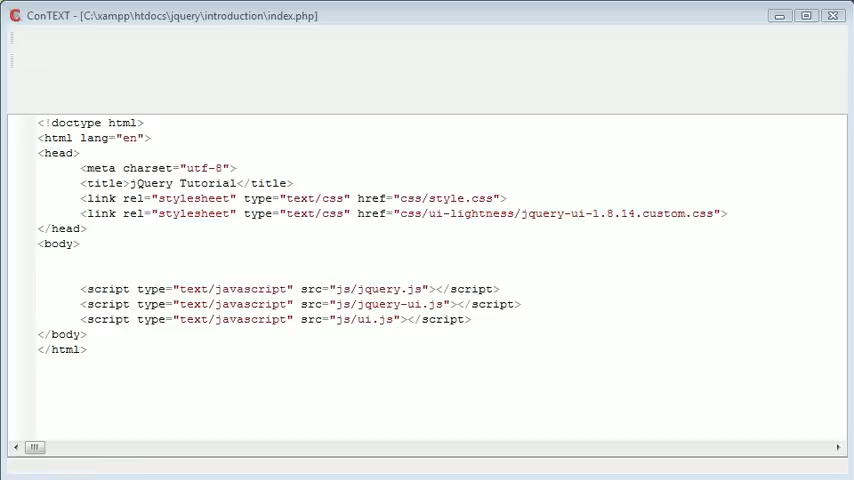 ConTEXT - [C:\xampp\htdocs\jquery\introduction\index.php]
<!doctype html>
<html lang="en">
<head>
<meta charset="utf-8">
<title>jQuery Tutorial</title>
<link rel="stylesheet" type="text/css" href="css/style.css">
<link rel="stylesheet" type="text/css" href="css/ui-lightness/jquery-ui-1.8.14.custom.css">
</head>
<body>
<script type="text/javascript" src="js/jquery.js"></script>
<script type="text/javascript" src="js/jquery-ui.js"></script>
<script type="text/javascript" src="js/ui.js"></script>
</body>
</html>